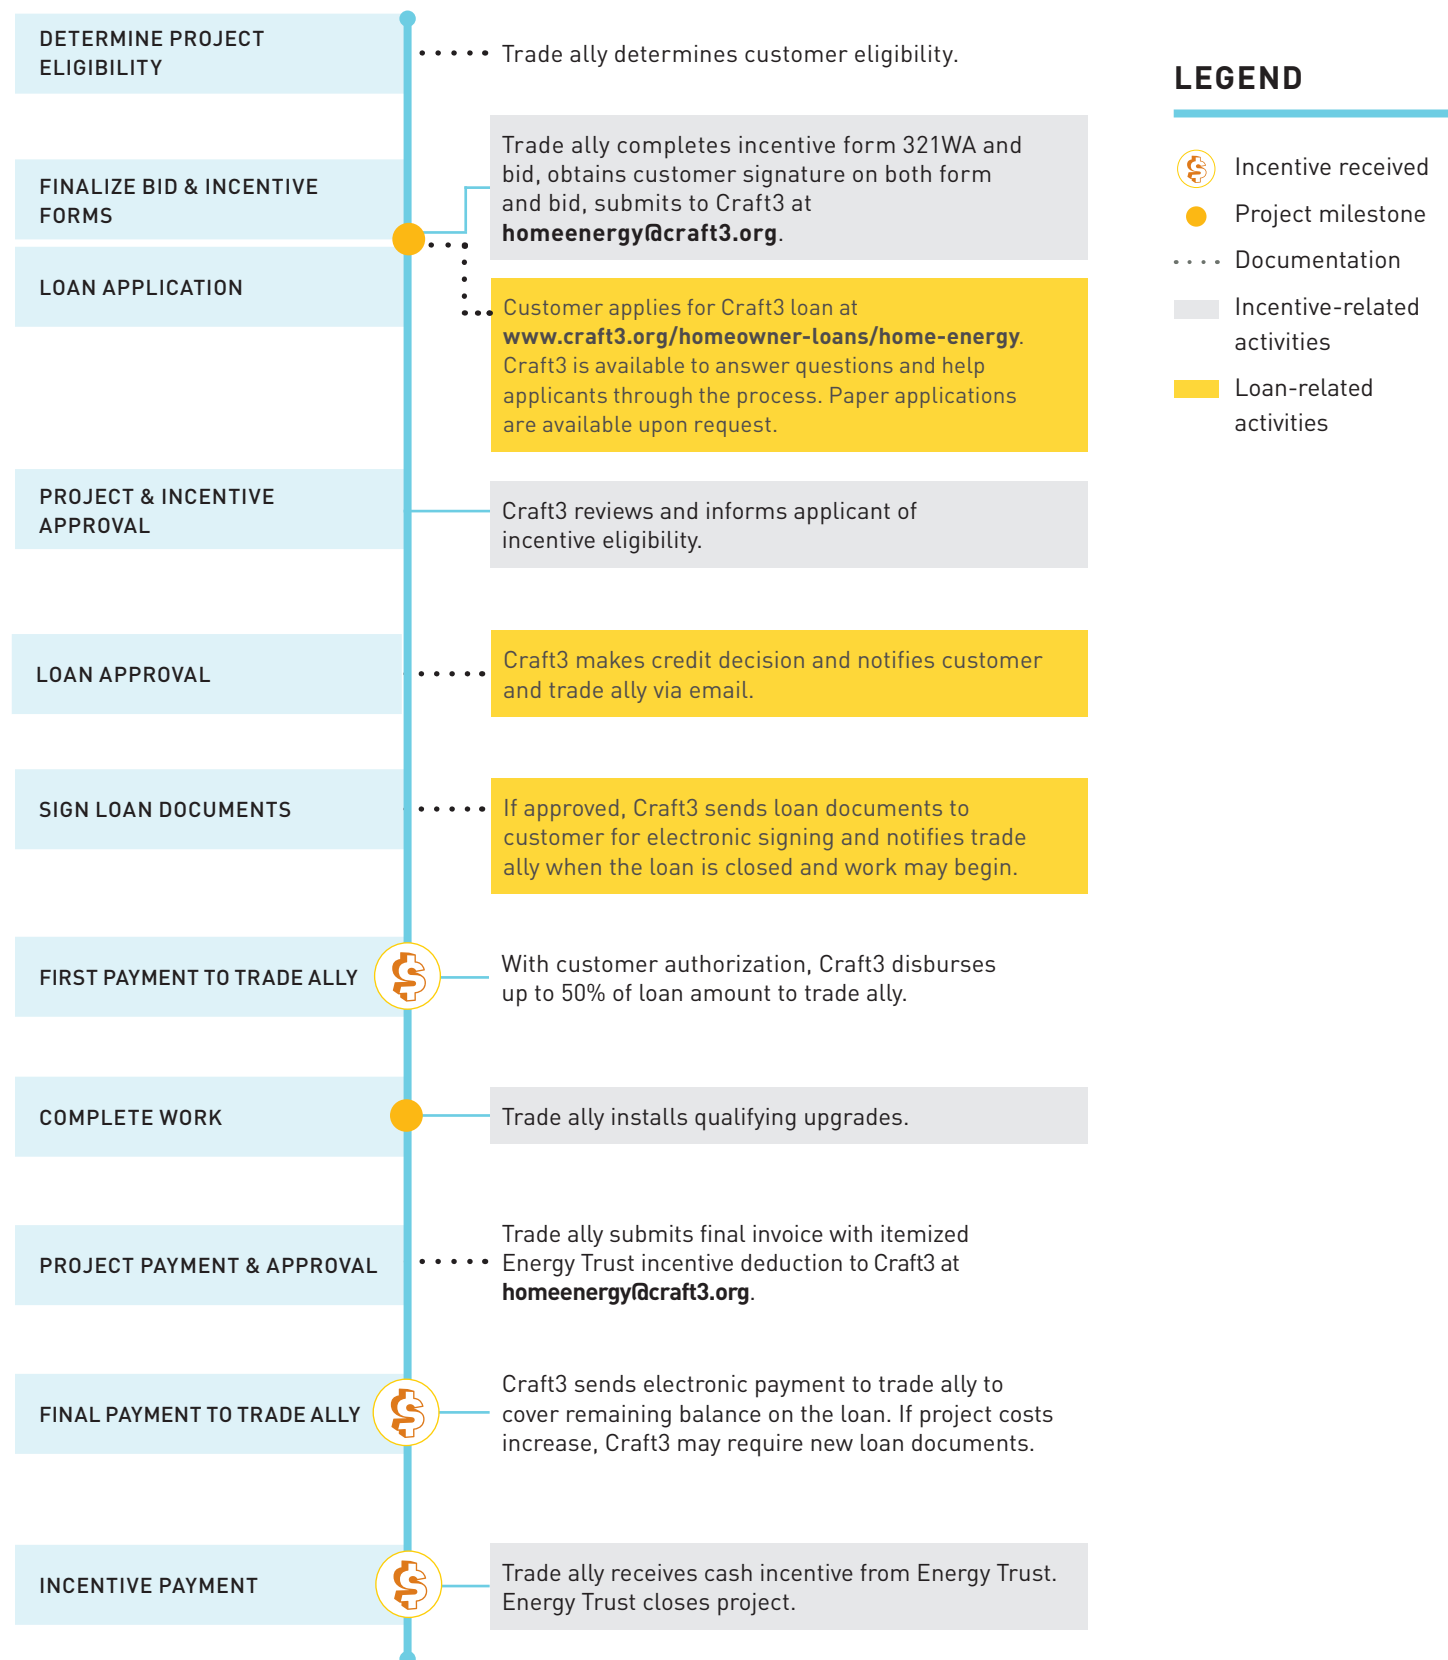 DETERMINE PROJECT
ELIGIBILITY
Trade ally determines customer eligibility.
FINALIZE BID & INCENTIVE
FORMS
Trade ally completes incentive form 321WA and
bid, obtains customer signature on both form
and bid, submits to Craft3 at
homeenergy@craft3.org.
LOAN APPLICATION
Customer applies for Craft3 loan at
www.craft3.org/homeowner-loans/home-energy.
Craft3 is available to answer questions and help
applicants through the process. Paper applications
are available upon request.
PROJECT & INCENTIVE
APPROVAL
Craft3 reviews and informs applicant of
incentive eligibility.
LOAN APPROVAL
Craft3 makes credit decision and notifies customer
and trade ally via email.
SIGN LOAN DOCUMENTS
If approved, Craft3 sends loan documents to
customer for electronic signing and notifies trade
ally when the loan is closed and work may begin.
FIRST PAYMENT TO TRADE ALLY
$
With customer authorization, Craft3 disburses
up to 50% of loan amount to trade ally.
COMPLETE WORK
Trade ally installs qualifying upgrades.
PROJECT PAYMENT & APPROVAL
Trade ally submits final invoice with itemized
Energy Trust incentive deduction to Craft3 at
homeenergy@craft3.org.
FINAL PAYMENT TO TRADE ALLY
$
Craft3 sends electronic payment to trade ally to
cover remaining balance on the loan. If project costs
increase, Craft3 may require new loan documents.
INCENTIVE PAYMENT
$
Trade ally receives cash incentive from Energy Trust.
Energy Trust closes project.
LEGEND
$ Incentive received
Project milestone
Documentation
Incentive-related
activities
Loan-related
activities